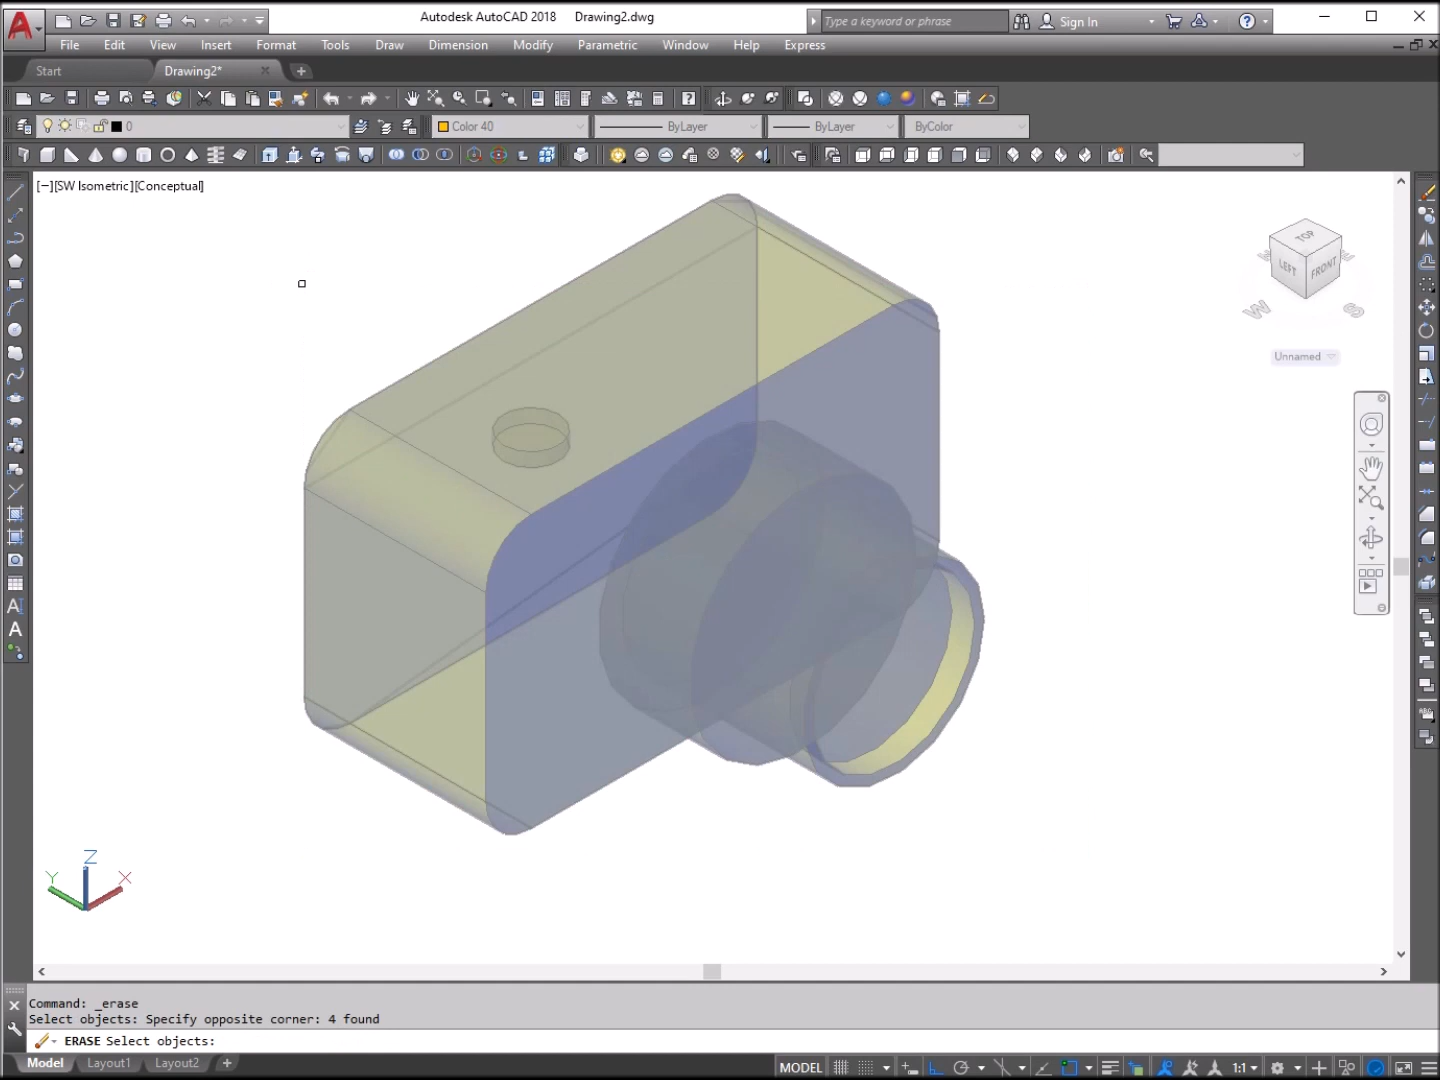 Autodesk AutoCAD 2018 Drawing2.dwg
Type a keyword or phrase
Sign In
File Edit View Insert Format Tools Draw Dimension Modify Parametric Window Help Express
Start Drawing2*
0 Color 40 ByLayer ByLayer ByColor
[−][SW Isometric][Conceptual]
TOP
LEFT FRONT
W S
Unnamed
Z
Y X
Command: _erase
Select objects: Specify opposite corner: 4 found
ERASE Select objects:
Model Layout1 Layout2
MODEL 1:1